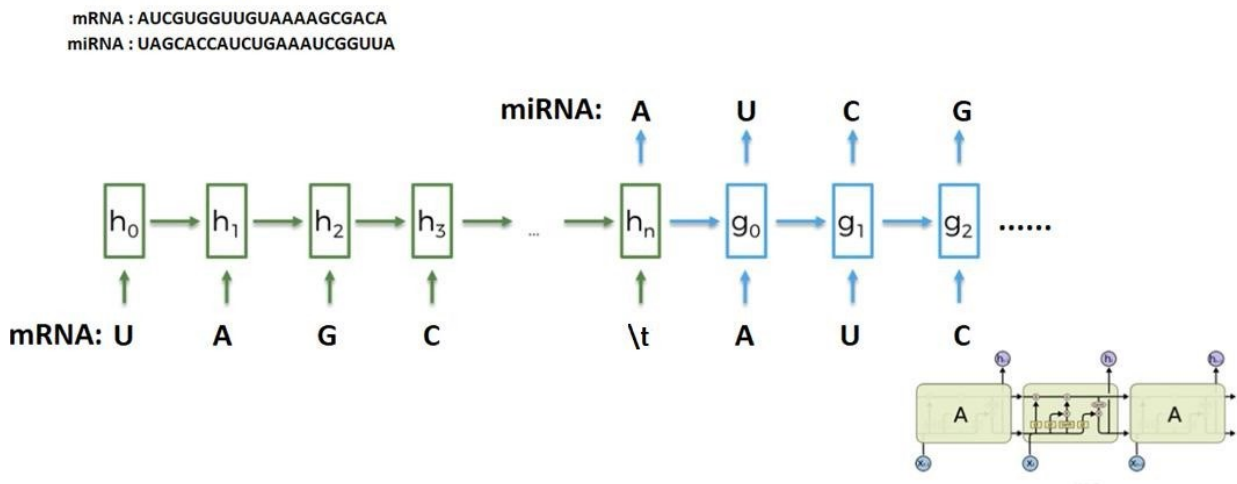 mRNA : AUCGUGGUUGUAAAAGCGACA
miRNA : UAGCACCAUCUGAAAUCGGUUA
miRNA: A U C G
h0 h1 h2 h3 ... hn g0 g1 g2 ......
mRNA: U A G C \t A U C
A A